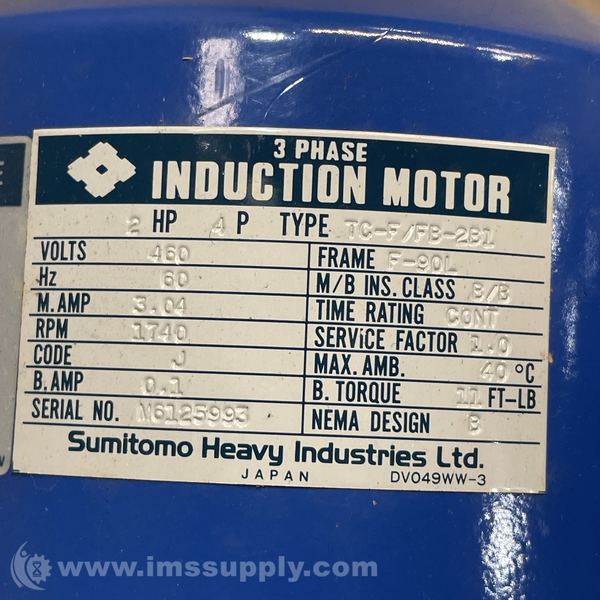 3 PHASE
INDUCTION MOTOR
2 HP 4 P TYPE TC-F/FB-2B1
VOLTS 460
Hz 60
M.AMP 3.04
RPM 1740
CODE J
B.AMP 0.1
SERIAL NO. M6125993
FRAME F-90L
M/B INS.CLASS B/B
TIME RATING CONT
SERVICE FACTOR 1.0
MAX. AMB. 40 °C
B. TORQUE 11 FT-LB
NEMA DESIGN B
Sumitomo Heavy Industries Ltd.
JAPAN DV049WW-3
www.imssupply.com